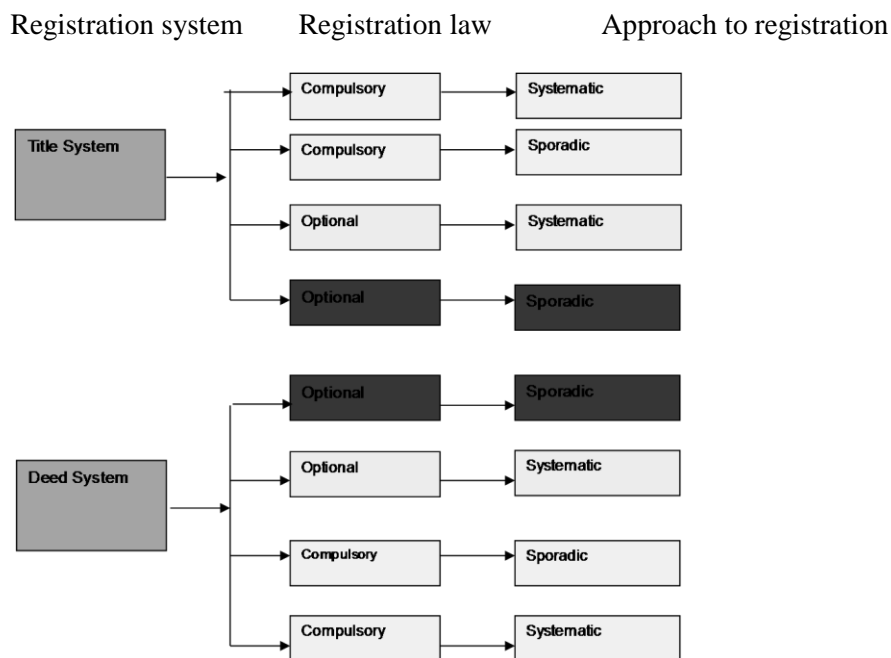 Registration system Registration law Approach to registration
Compulsory Systematic
Title System
Compulsory Sporadic
Optional Systematic
Optional Sporadic
Optional Sporadic
Deed System
Optional Systematic
Compulsory Sporadic
Compulsory Systematic